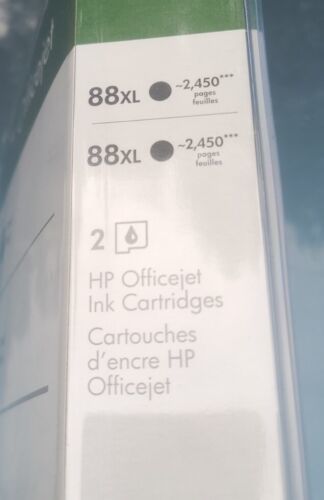 88XL ~2,450***
pages
feuilles
88XL ~2,450***
pages
feuilles
2
HP Officejet
Ink Cartridges
Cartouches
d'encre HP
Officejet